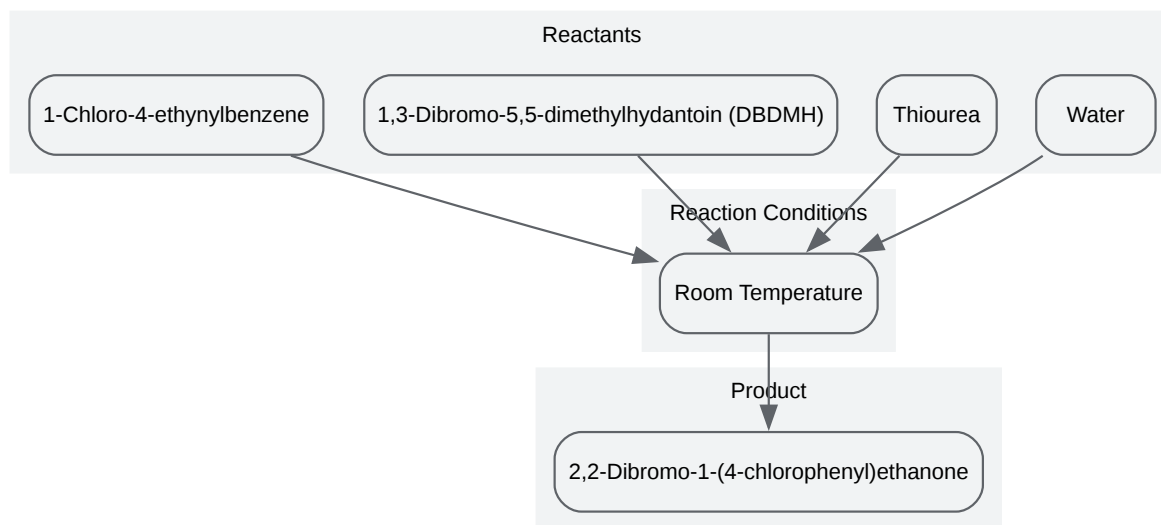 Reactants
1-Chloro-4-ethynylbenzene
1,3-Dibromo-5,5-dimethylhydantoin (DBDMH)
Thiourea
Water
Reaction Conditions
Room Temperature
Product
2,2-Dibromo-1-(4-chlorophenyl)ethanone